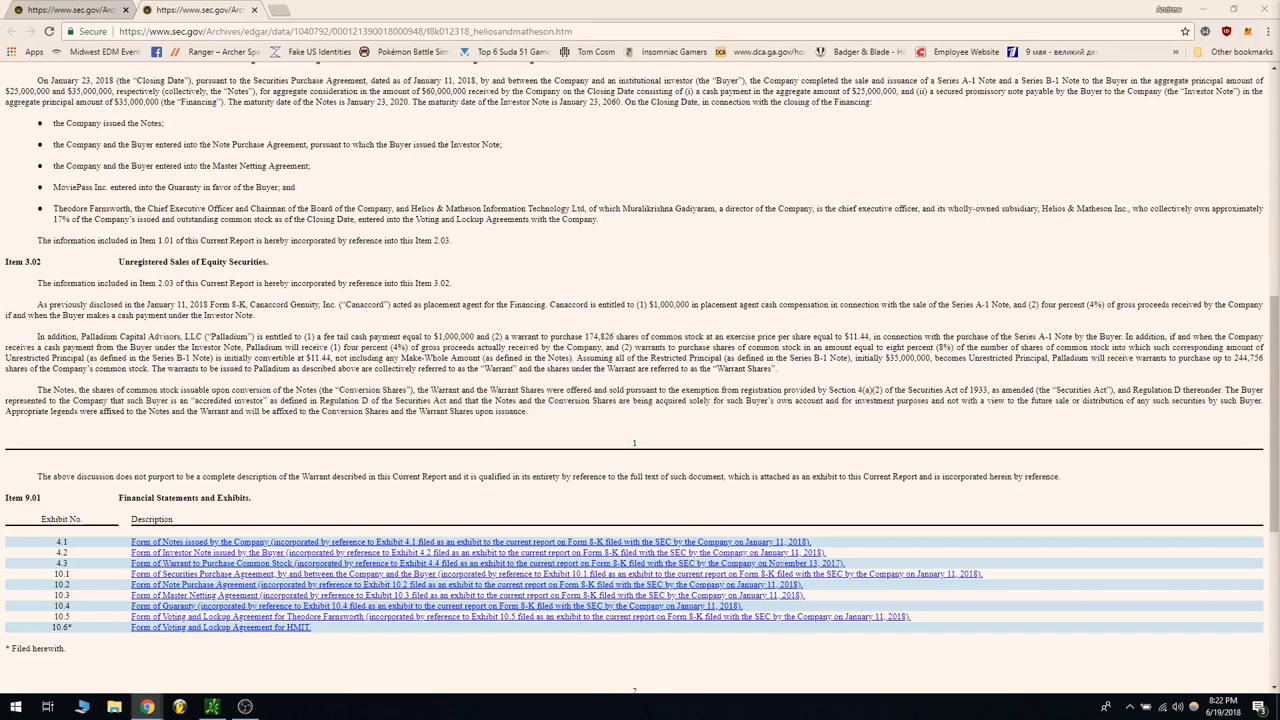 https://www.sec.gov/Arc
https://www.sec.gov/Arc
Andrew
Secure
https://www.sec.gov/Archives/edgar/data/1040792/000121390018000948/f8k012318_heliosandmatheson.htm
Apps Midwest EDM Event Ranger – Archer Spe Fake US Identities Pokémon Battle Sim Top 6 Suda 51 Game Tom Cosm Insomniac Gamers www.dca.ga.gov/hou Badger & Blade - Ho Employee Website 9 мая - великий де Other bookmarks
On January 23, 2018 (the “Closing Date”), pursuant to the Securities Purchase Agreement, dated as of January 11, 2018, by and between the Company and an institutional investor (the “Buyer”), the Company completed the sale and issuance of a Series A-1 Note and a Series B-1 Note to the Buyer in the aggregate principal amount of
$25,000,000 and $35,000,000, respectively (collectively, the “Notes”), for aggregate consideration in the amount of $60,000,000 received by the Company on the Closing Date consisting of (i) a cash payment in the aggregate amount of $25,000,000, and (ii) a secured promissory note payable by the Buyer to the Company (the “Investor Note”) in the
aggregate principal amount of $35,000,000 (the “Financing”). The maturity date of the Notes is January 23, 2020. The maturity date of the Investor Note is January 23, 2060. On the Closing Date, in connection with the closing of the Financing:
● the Company issued the Notes;
● the Company and the Buyer entered into the Note Purchase Agreement, pursuant to which the Buyer issued the Investor Note;
● the Company and the Buyer entered into the Master Netting Agreement;
● MoviePass Inc. entered into the Guaranty in favor of the Buyer; and
● Theodore Farnsworth, the Chief Executive Officer and Chairman of the Board of the Company, and Helios & Matheson Information Technology Ltd, of which Muralikrishna Gadiyaram, a director of the Company, is the chief executive officer, and its wholly-owned subsidiary, Helios & Matheson Inc., who collectively own approximately
17% of the Company’s issued and outstanding common stock as of the Closing Date, entered into the Voting and Lockup Agreements with the Company.
The information included in Item 1.01 of this Current Report is hereby incorporated by reference into this Item 2.03.
Item 3.02 Unregistered Sales of Equity Securities.
The information included in Item 2.03 of this Current Report is hereby incorporated by reference into this Item 3.02.
As previously disclosed in the January 11, 2018 Form 8-K, Canaccord Genuity, Inc. (“Canaccord”) acted as placement agent for the Financing. Canaccord is entitled to (1) $1,000,000 in placement agent cash compensation in connection with the sale of the Series A-1 Note, and (2) four percent (4%) of gross proceeds received by the Company
if and when the Buyer makes a cash payment under the Investor Note.
In addition, Palladium Capital Advisors, LLC (“Palladium”) is entitled to (1) a fee tail cash payment equal to $1,000,000 and (2) a warrant to purchase 174,826 shares of common stock at an exercise price per share equal to $11.44, in connection with the purchase of the Series A-1 Note by the Buyer. In addition, if and when the Company
receives a cash payment from the Buyer under the Investor Note, Palladium will receive (1) four percent (4%) of gross proceeds actually received by the Company, and (2) warrants to purchase shares of common stock in an amount equal to eight percent (8%) of the number of shares of common stock into which such corresponding amount of
Unrestricted Principal (as defined in the Series B-1 Note) is initially convertible at $11.44, not including any Make-Whole Amount (as defined in the Notes). Assuming all of the Restricted Principal (as defined in the Series B-1 Note), initially $35,000,000, becomes Unrestricted Principal, Palladium will receive warrants to purchase up to 244,756
shares of the Company’s common stock. The warrants to be issued to Palladium as described above are collectively referred to as the “Warrant” and the shares under the Warrant are referred to as the “Warrant Shares”.
The Notes, the shares of common stock issuable upon conversion of the Notes (the “Conversion Shares”), the Warrant and the Warrant Shares were offered and sold pursuant to the exemption from registration provided by Section 4(a)(2) of the Securities Act of 1933, as amended (the “Securities Act”), and Regulation D thereunder. The Buyer
represented to the Company that such Buyer is an “accredited investor” as defined in Regulation D of the Securities Act and that the Notes and the Conversion Shares are being acquired solely for such Buyer’s own account and for investment purposes and not with a view to the future sale or distribution of any such securities by such Buyer.
Appropriate legends were affixed to the Notes and the Warrant and will be affixed to the Conversion Shares and the Warrant Shares upon issuance.
1
The above discussion does not purport to be a complete description of the Warrant described in this Current Report and it is qualified in its entirety by reference to the full text of such document, which is attached as an exhibit to this Current Report and is incorporated herein by reference.
Item 9.01 Financial Statements and Exhibits.
Exhibit No. Description
4.1 Form of Notes issued by the Company (incorporated by reference to Exhibit 4.1 filed as an exhibit to the current report on Form 8-K filed with the SEC by the Company on January 11, 2018).
4.2 Form of Investor Note issued by the Buyer (incorporated by reference to Exhibit 4.2 filed as an exhibit to the current report on Form 8-K filed with the SEC by the Company on January 11, 2018).
4.3 Form of Warrant to Purchase Common Stock (incorporated by reference to Exhibit 4.4 filed as an exhibit to the current report on Form 8-K filed with the SEC by the Company on November 13, 2017).
10.1 Form of Securities Purchase Agreement, by and between the Company and the Buyer (incorporated by reference to Exhibit 10.1 filed as an exhibit to the current report on Form 8-K filed with the SEC by the Company on January 11, 2018).
10.2 Form of Note Purchase Agreement (incorporated by reference to Exhibit 10.2 filed as an exhibit to the current report on Form 8-K filed with the SEC by the Company on January 11, 2018).
10.3 Form of Master Netting Agreement (incorporated by reference to Exhibit 10.3 filed as an exhibit to the current report on Form 8-K filed with the SEC by the Company on January 11, 2018).
10.4 Form of Guaranty (incorporated by reference to Exhibit 10.4 filed as an exhibit to the current report on Form 8-K filed with the SEC by the Company on January 11, 2018).
10.5 Form of Voting and Lockup Agreement for Theodore Farnsworth (incorporated by reference to Exhibit 10.5 filed as an exhibit to the current report on Form 8-K filed with the SEC by the Company on January 11, 2018).
10.6* Form of Voting and Lockup Agreement for HMIT.
* Filed herewith.
2
8:22 PM
6/19/2018